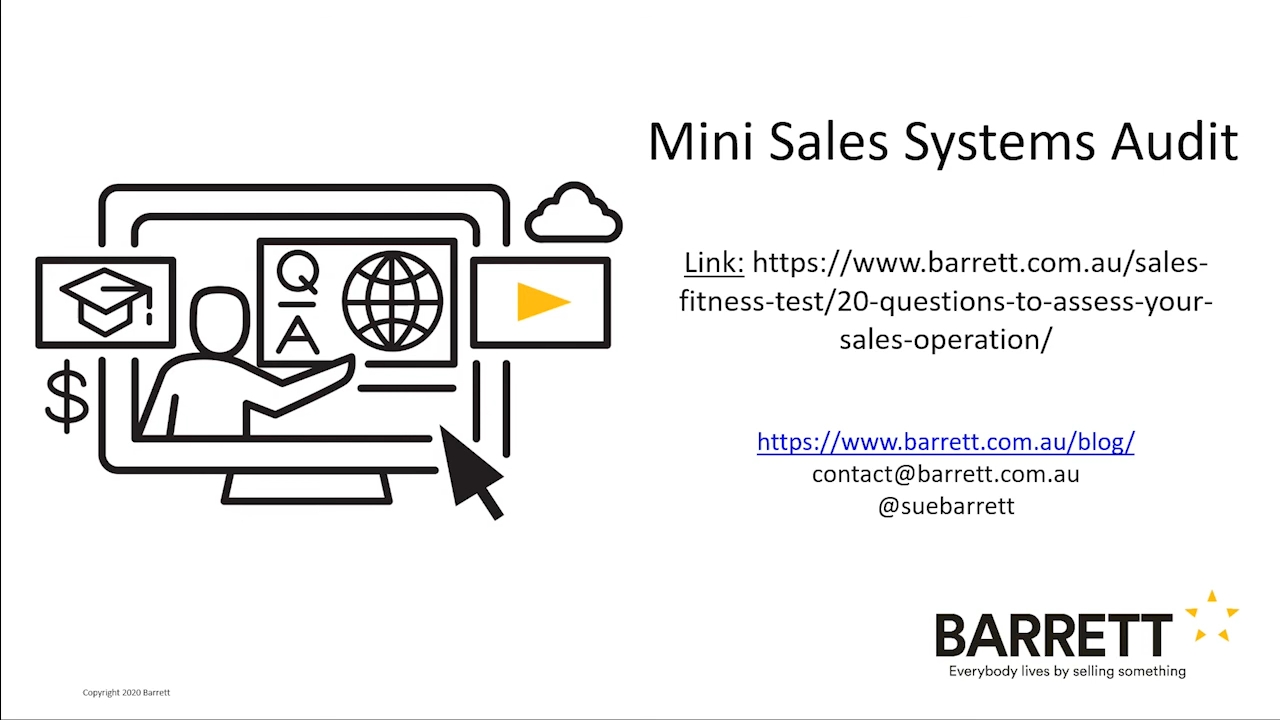 Mini Sales Systems Audit
Link: https://www.barrett.com.au/sales-
fitness-test/20-questions-to-assess-your-
sales-operation/
Q
A
$
https://www.barrett.com.au/blog/
contact@barrett.com.au
@suebarrett
BARRETT
Everybody lives by selling something
Copyright 2020 Barrett